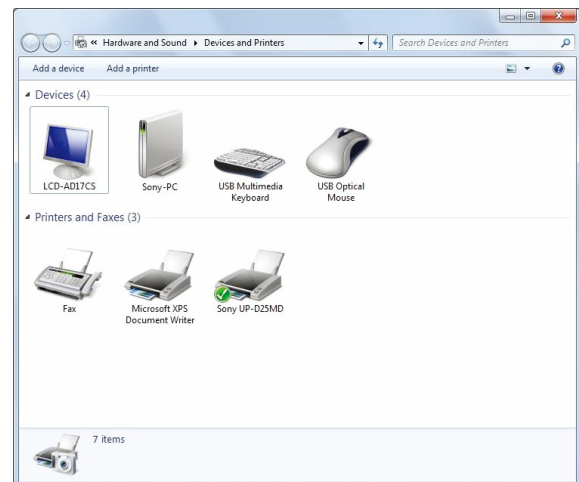 « Hardware and Sound ▸ Devices and Printers
Search Devices and Printers
Add a device Add a printer
Devices (4)
LCD-AD17CS
Sony-PC
USB Multimedia
Keyboard
USB Optical
Mouse
Printers and Faxes (3)
Fax
Microsoft XPS
Document Writer
Sony UP-D25MD
7 items